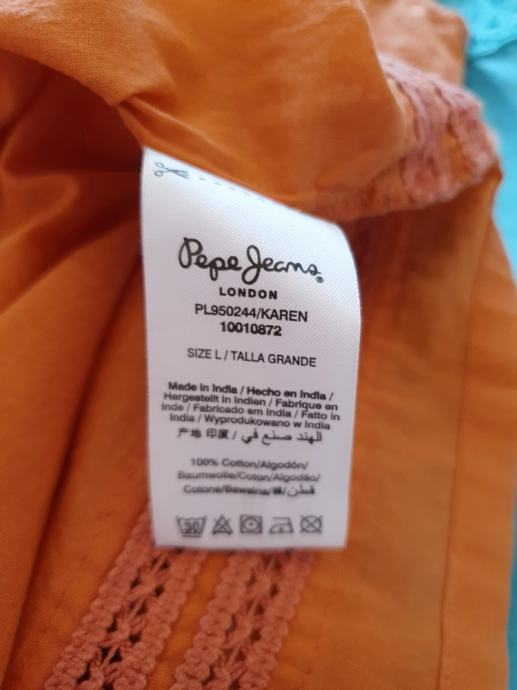 Pepe Jeans®
LONDON
PL950244/KAREN
10010872
SIZE L / TALLA GRANDE
Made in India / Hecho en India /
Hergestellt in Indien / Fabrique en
Inde / Fabricado em India / Fatto in
India / Wyprodukowano w India
产地 印度 / صنع في الهند
100% Cotton/Algodón/
Baumwolle/Coton/Algodão/
Cotone/Bawełna/棉/قطن
30